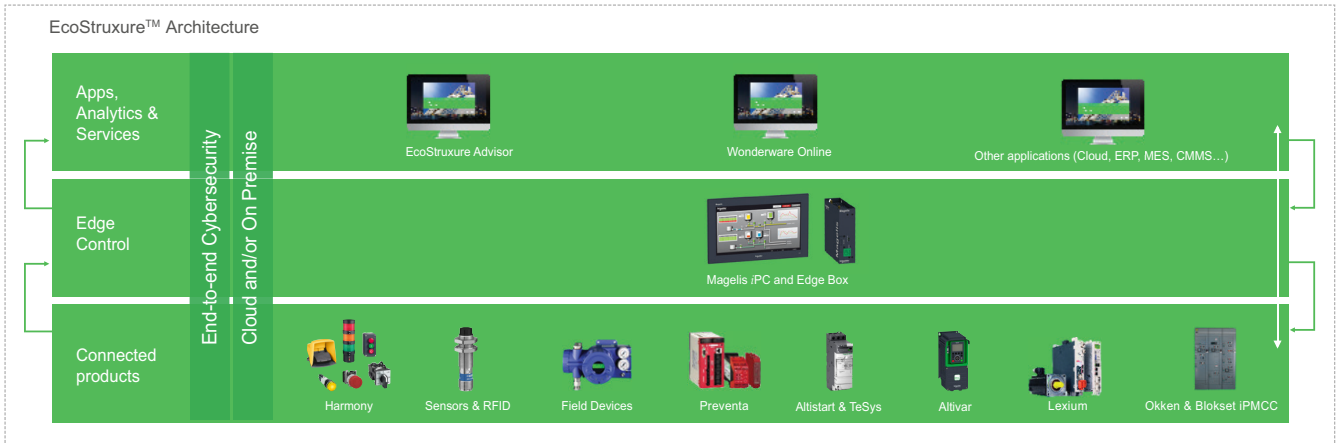 EcoStruxure™ Architecture
Apps,
Analytics &
Services
EcoStruxure Advisor
Wonderware Online
Other applications (Cloud, ERP, MES, CMMS…)
End-to-end Cybersecurity
Cloud and/or On Premise
Edge
Control
Magelis
Magelis iPC and Edge Box
Connected
products
Harmony
Sensors & RFID
Field Devices
Preventa
Altistart & TeSys
Altivar
Lexium
Okken & Blokset iPMCC